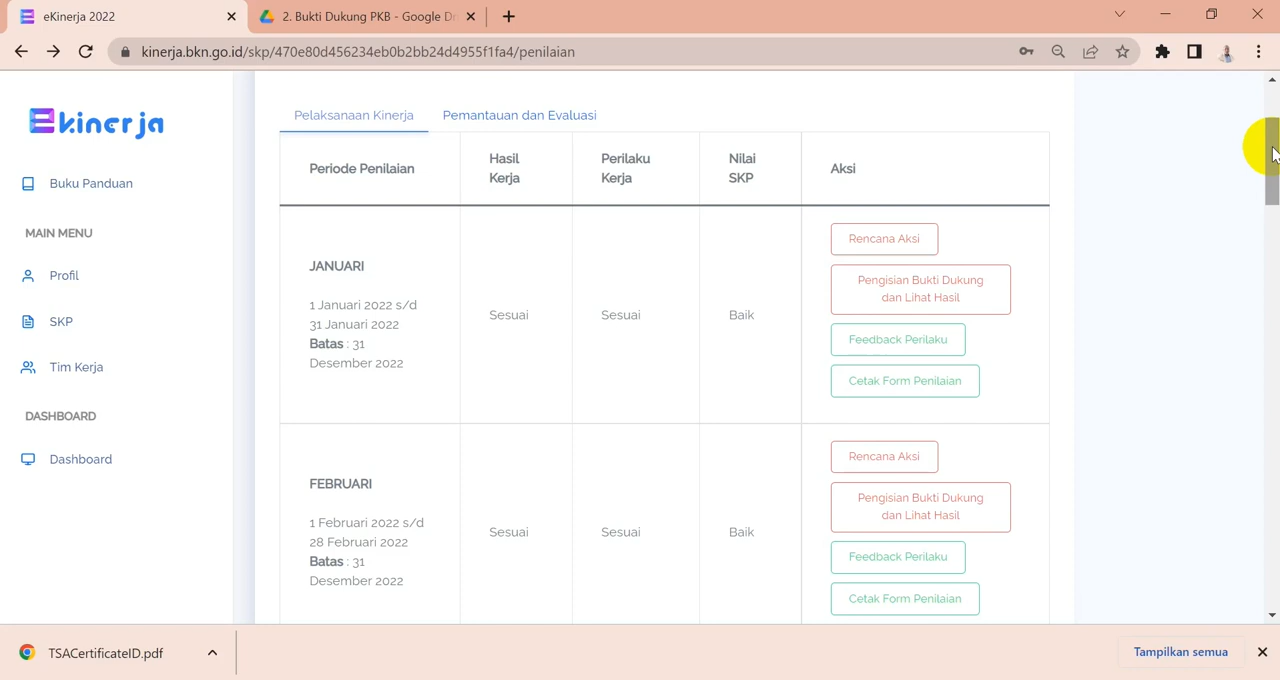 eKinerja 2022
2. Bukti Dukung PKB - Google Dr
kinerja.bkn.go.id/skp/470e80d456234eb0b2bb24d4955f1fa4/penilaian
Ekinerja
Buku Panduan
MAIN MENU
Profil
SKP
Tim Kerja
DASHBOARD
Dashboard
Pelaksanaan Kinerja
Pemantauan dan Evaluasi
Periode Penilaian
Hasil
Kerja
Perilaku
Kerja
Nilai
SKP
Aksi
JANUARI
1 Januari 2022 s/d
31 Januari 2022
Batas : 31
Desember 2022
Sesuai
Sesuai
Baik
Rencana Aksi
Pengisian Bukti Dukung
dan Lihat Hasil
Feedback Perilaku
Cetak Form Penilaian
FEBRUARI
1 Februari 2022 s/d
28 Februari 2022
Batas : 31
Desember 2022
Sesuai
Sesuai
Baik
Rencana Aksi
Pengisian Bukti Dukung
dan Lihat Hasil
Feedback Perilaku
Cetak Form Penilaian
TSACertificateID.pdf
Tampilkan semua